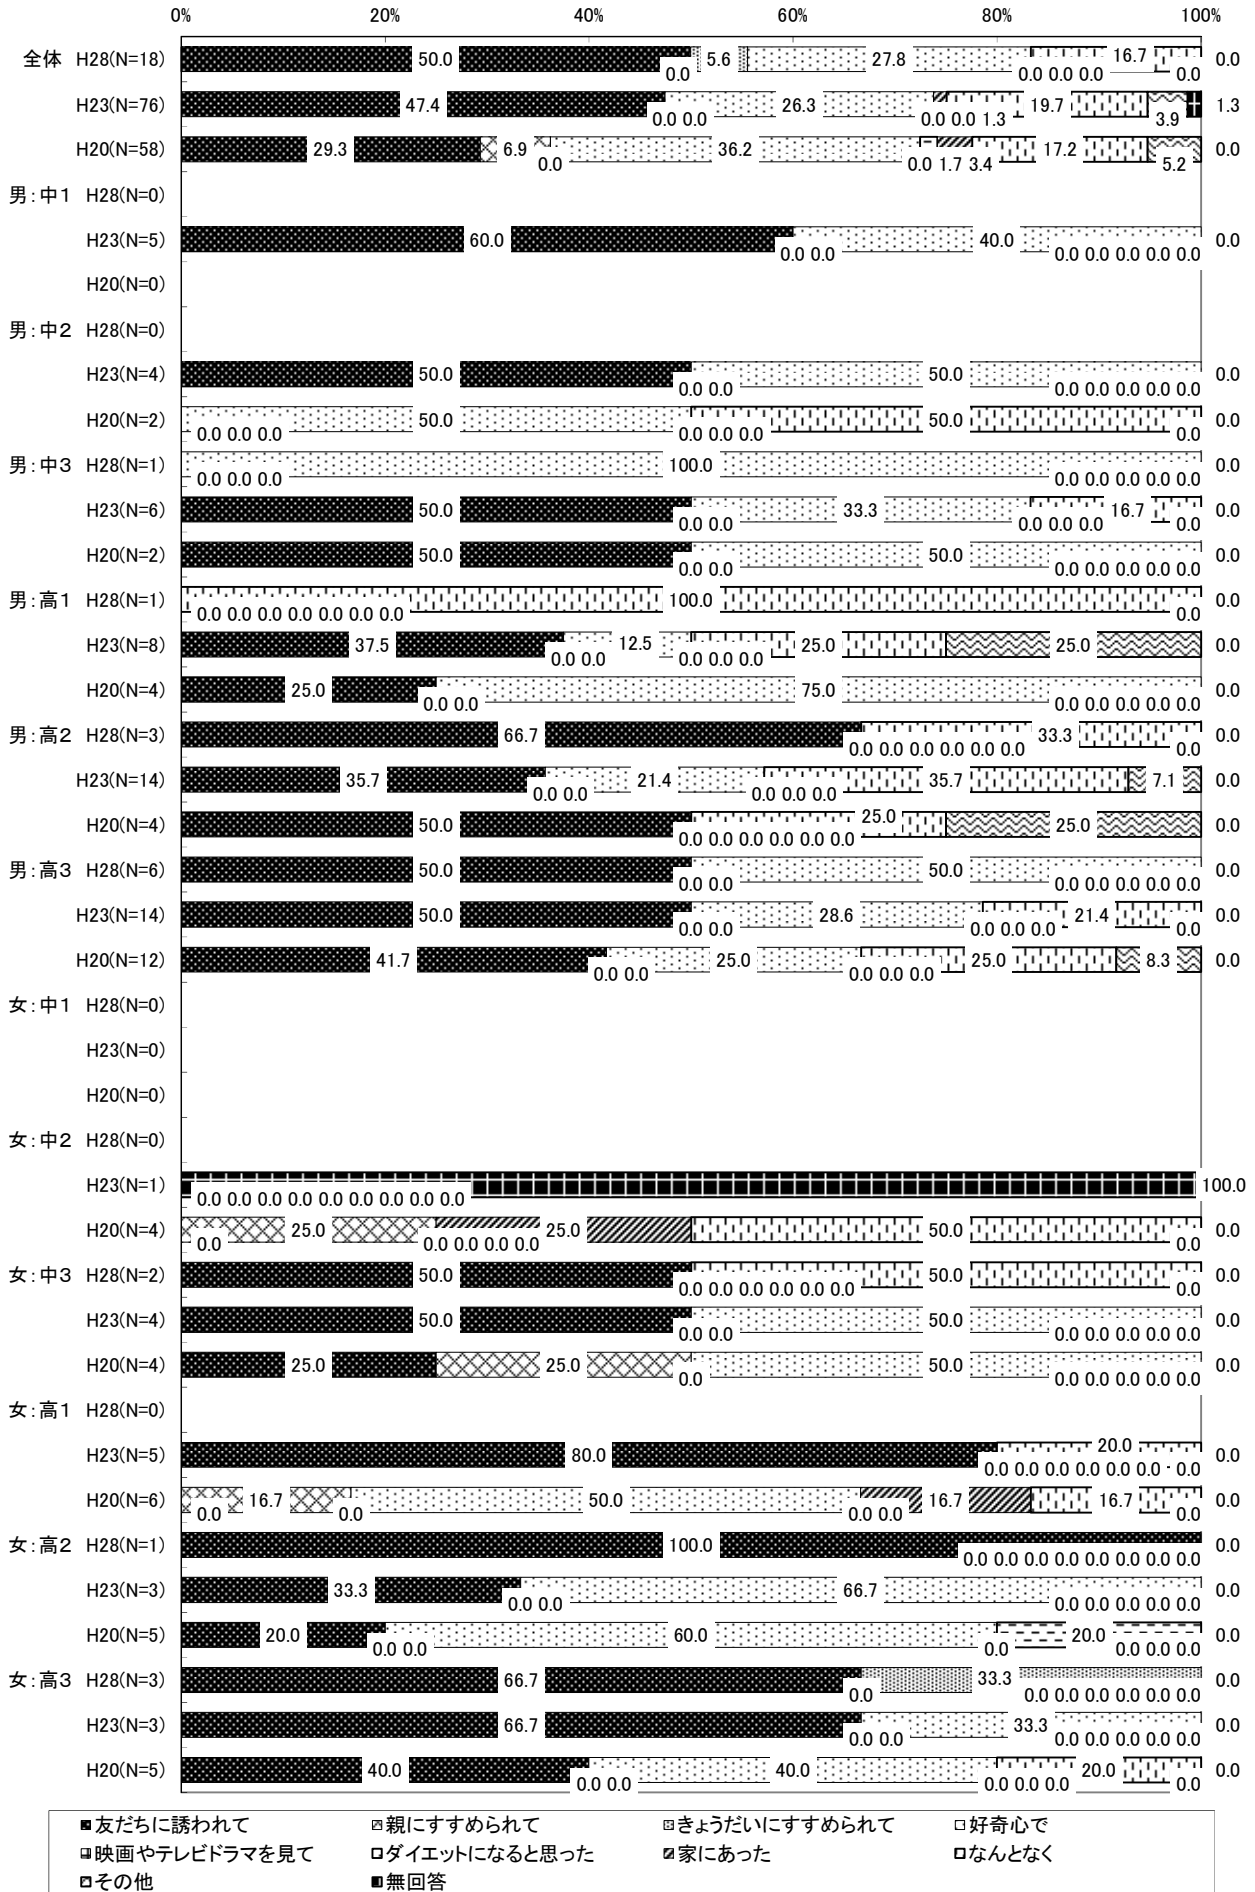 0% 20% 40% 60% 80% 100%
全体 H28(N=18) 50.0 0.0 5.6 27.8 0.0 0.0 0.0 16.7 0.0 0.0
H23(N=76) 47.4 0.0 0.0 26.3 0.0 0.0 1.3 19.7 3.9 1.3
H20(N=58) 29.3 6.9 0.0 36.2 0.0 1.7 3.4 17.2 5.2 0.0
男:中1 H28(N=0)
H23(N=5) 60.0 0.0 0.0 40.0 0.0 0.0 0.0 0.0 0.0 0.0
H20(N=0)
男:中2 H28(N=0)
H23(N=4) 50.0 0.0 0.0 50.0 0.0 0.0 0.0 0.0 0.0 0.0
H20(N=2) 0.0 0.0 0.0 50.0 0.0 0.0 0.0 50.0 0.0 0.0
男:中3 H28(N=1) 0.0 0.0 0.0 100.0 0.0 0.0 0.0 0.0 0.0 0.0
H23(N=6) 50.0 0.0 0.0 33.3 0.0 0.0 0.0 16.7 0.0 0.0
H20(N=2) 50.0 0.0 0.0 50.0 0.0 0.0 0.0 0.0 0.0 0.0
男:高1 H28(N=1) 0.0 0.0 0.0 0.0 0.0 0.0 0.0 100.0 0.0 0.0
H23(N=8) 37.5 0.0 0.0 12.5 0.0 0.0 0.0 25.0 25.0 0.0
H20(N=4) 25.0 0.0 0.0 75.0 0.0 0.0 0.0 0.0 0.0 0.0
男:高2 H28(N=3) 66.7 0.0 0.0 0.0 0.0 0.0 0.0 33.3 0.0 0.0
H23(N=14) 35.7 0.0 0.0 21.4 0.0 0.0 0.0 35.7 7.1 0.0
H20(N=4) 50.0 0.0 0.0 0.0 0.0 0.0 0.0 25.0 25.0 0.0
男:高3 H28(N=6) 50.0 0.0 0.0 50.0 0.0 0.0 0.0 0.0 0.0 0.0
H23(N=14) 50.0 0.0 0.0 28.6 0.0 0.0 0.0 21.4 0.0 0.0
H20(N=12) 41.7 0.0 0.0 25.0 0.0 0.0 0.0 25.0 8.3 0.0
女:中1 H28(N=0)
H23(N=0)
H20(N=0)
女:中2 H28(N=0)
H23(N=1) 0.0 0.0 0.0 0.0 0.0 0.0 0.0 0.0 0.0 100.0
H20(N=4) 0.0 25.0 0.0 0.0 0.0 0.0 25.0 50.0 0.0 0.0
女:中3 H28(N=2) 50.0 0.0 0.0 0.0 0.0 0.0 0.0 50.0 0.0 0.0
H23(N=4) 50.0 0.0 0.0 50.0 0.0 0.0 0.0 0.0 0.0 0.0
H20(N=4) 25.0 25.0 0.0 50.0 0.0 0.0 0.0 0.0 0.0 0.0
女:高1 H28(N=0)
H23(N=5) 80.0 0.0 0.0 0.0 0.0 0.0 0.0 20.0 0.0 0.0
H20(N=6) 0.0 16.7 0.0 50.0 0.0 0.0 16.7 16.7 0.0 0.0
女:高2 H28(N=1) 100.0 0.0 0.0 0.0 0.0 0.0 0.0 0.0 0.0 0.0
H23(N=3) 33.3 0.0 0.0 66.7 0.0 0.0 0.0 0.0 0.0 0.0
H20(N=5) 20.0 0.0 0.0 60.0 0.0 20.0 0.0 0.0 0.0 0.0
女:高3 H28(N=3) 66.7 0.0 33.3 0.0 0.0 0.0 0.0 0.0 0.0 0.0
H23(N=3) 66.7 0.0 0.0 33.3 0.0 0.0 0.0 0.0 0.0 0.0
H20(N=5) 40.0 0.0 0.0 40.0 0.0 0.0 0.0 20.0 0.0 0.0
友だちに誘われて 親にすすめられて きょうだいにすすめられて 好奇心で
映画やテレビドラマを見て ダイエットになると思った 家にあった なんとなく
その他 無回答